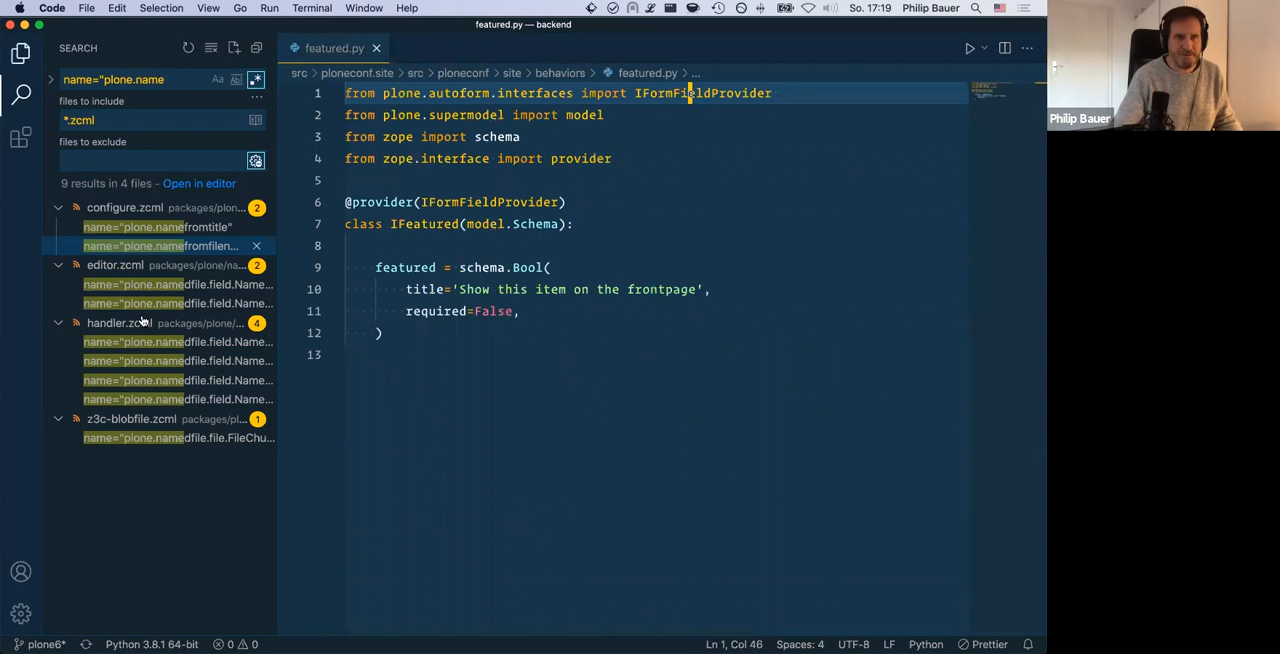 Code File Edit Selection View Go Run Terminal Window Help So. 17:19 Philip Bauer
featured.py — backend
SEARCH
featured.py
name="plone.name
files to include
*.zcml
files to exclude
9 results in 4 files - Open in editor
configure.zcml packages/plon... 2
name="plone.namefromtitle"
name="plone.namefromfilen...
editor.zcml packages/plone/na... 2
name="plone.namedfile.field.Name...
name="plone.namedfile.field.Name...
handler.zcml packages/plone/... 4
name="plone.namedfile.field.Name...
name="plone.namedfile.field.Name...
name="plone.namedfile.field.Name...
name="plone.namedfile.field.Name...
z3c-blobfile.zcml packages/pl... 1
name="plone.namedfile.file.FileChu...
src > ploneconf.site > src > ploneconf > site > behaviors > featured.py > ...
1 from plone.autoform.interfaces import IFormFieldProvider
2 from plone.supermodel import model
3 from zope import schema
4 from zope.interface import provider
5
6 @provider(IFormFieldProvider)
7 class IFeatured(model.Schema):
8
9 featured = schema.Bool(
10 title='Show this item on the frontpage',
11 required=False,
12 )
13
Philip Bauer
plone6* Python 3.8.1 64-bit 0 0 Ln 1, Col 46 Spaces: 4 UTF-8 LF Python Prettier